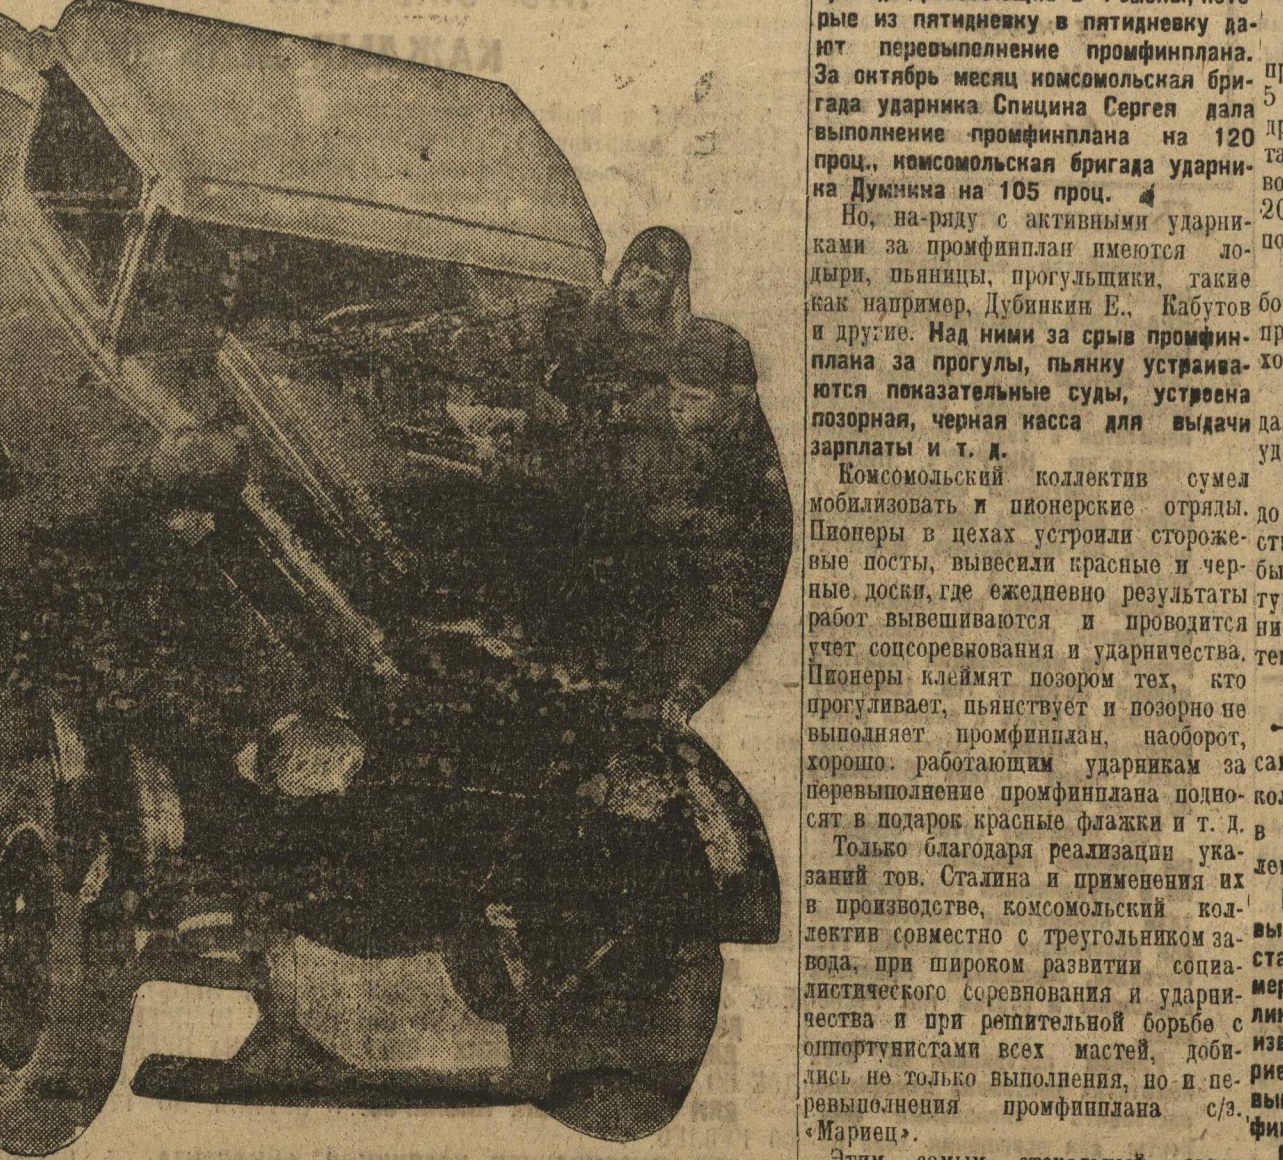 рые из пятидневку в пятидневку да-
ют перевыполнение промфинплана.
За октябрь месяц комсомольская бри-
гада ударника Спицина Сергея дала
выполнение промфинплана на 120
проц., комсомольская бригада ударни-
ка Думкина на 105 проц.
Но, на-ряду с активными ударни-
ками за промфинплан имеются ло-
дыри, пьяницы, прогульщики, такие
как например, Дубинкин Е., Кабутов
и другие. Над ними за срыв промфин-
плана за прогулы, пьянку устраива-
ются показательные суды, устроена
позорная, черная касса для выдачи
зарплаты и т. д.
Комсомольский коллектив сумел
мобилизовать и пионерские отряды.
Пионеры в цехах устроили стороже-
вые посты, вывесили красные и чер-
ные доски, где ежедневно результаты
работ вывешиваются и проводится
учет соцсоревнования и ударничества.
Пионеры клеймят позором тех, кто
прогуливает, пьянствует и позорно не
выполняет промфинплан, наоборот,
хорошо работающим ударникам за
перевыполнение промфинплана подно-
сят в подарок красные флажки и т. д.
Только благодаря реализации ука-
заний тов. Сталина и применения их
в производстве, комсомольский кол-
лектив совместно с треугольником за-
вода, при широком развитии социа-
листического соревнования и ударни-
чества и при решительной борьбе с
оппортунистами всех мастей, доби-
лись не только выполнения, но и пе-
ревыполнения промфинплана с/з.
«Мариец».